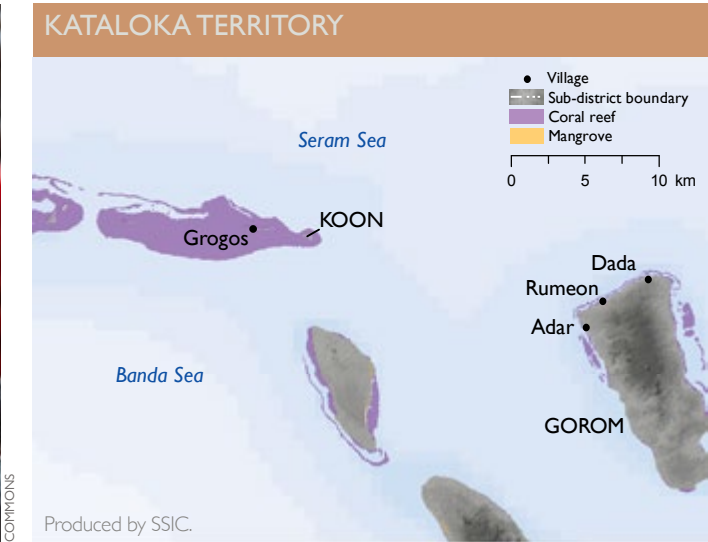 KATALOKA TERRITORY
Village
Sub-district boundary
Coral reef
Mangrove
0 5 10 km
Seram Sea
KOON
Grogos
Dada
Rumeon
Adar
Banda Sea
GOROM
COMMONS
Produced by SSIC.